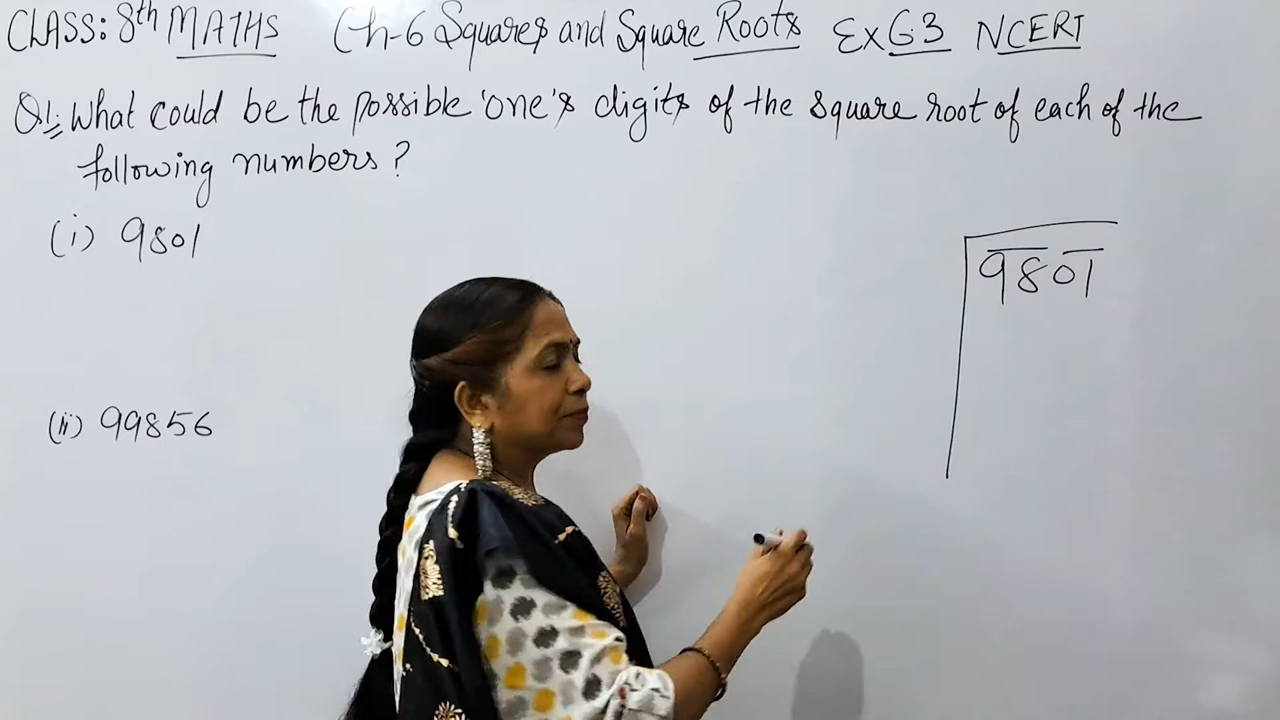 CLASS: 8th MATHS Ch-6 Squares and Square Roots Ex 6.3 NCERT
Q1. What could be the possible 'one's digits of the square root of each of the
following numbers?
(i) 9801
9801
(ii) 99856